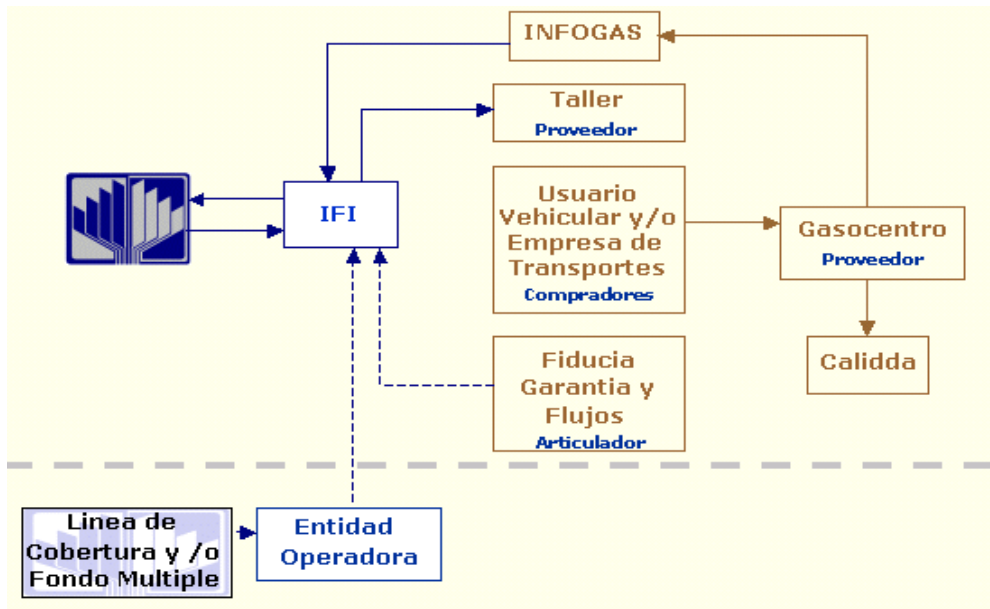 INFOGAS
Taller
Proveedor
IFI
Usuario
Vehicular y/o
Empresa de
Transportes
Compradores
Gasocentro
Proveedor
Fiducia
Garantia y
Flujos
Articulador
Calidda
Linea de
Cobertura y /o
Fondo Multiple
Entidad
Operadora